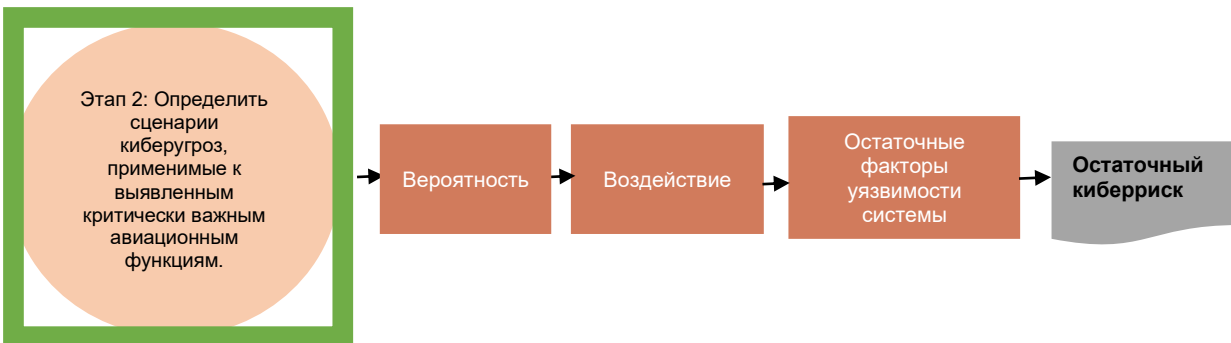 Этап 2: Определить
сценарии
киберугроз,
применимые к
выявленным
критически важным
авиационным
функциям.
Вероятность
Воздействие
Остаточные
факторы
уязвимости
системы
Остаточный
киберриск